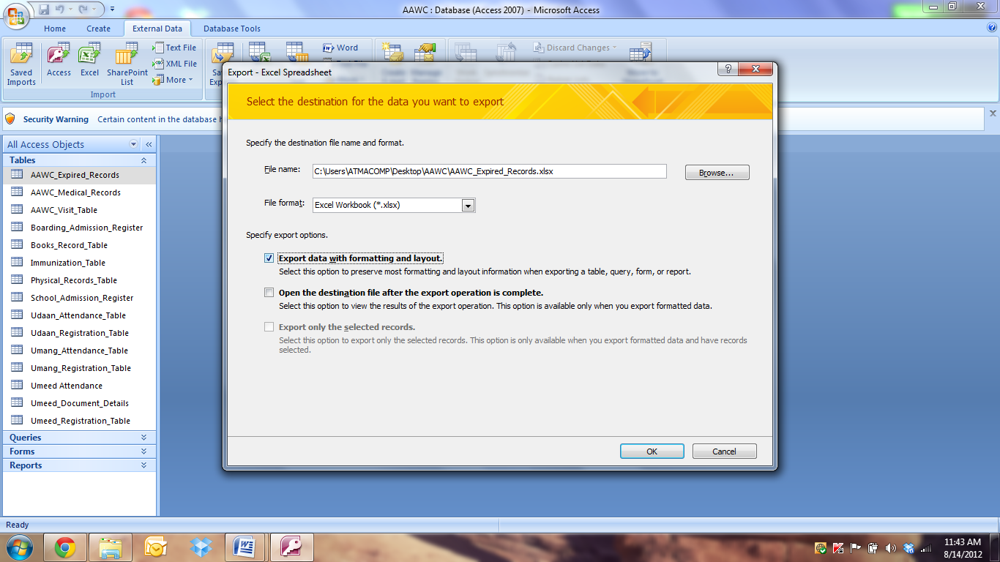 AAWC : Database (Access 2007) - Microsoft Access
Home Create External Data Database Tools
Saved Imports
Access
Excel
SharePoint List
Text File
XML File
More
Import
Word
Discard Changes
Security Warning Certain content in the database
All Access Objects
Tables
AAWC_Expired_Records
AAWC_Medical_Records
AAWC_Visit_Table
Boarding_Admission_Register
Books_Record_Table
Immunization_Table
Physical_Records_Table
School_Admission_Register
Udaan_Attendance_Table
Udaan_Registration_Table
Umang_Attendance_Table
Umang_Registration_Table
Umeed Attendance
Umeed_Document_Details
Umeed_Registration_Table
Queries
Forms
Reports
Export - Excel Spreadsheet
Select the destination for the data you want to export
Specify the destination file name and format.
File name: C:\Users\ATMACOMP\Desktop\AAWC\AAWC_Expired_Records.xlsx Browse...
File format: Excel Workbook (*.xlsx)
Specify export options.
Export data with formatting and layout.
Select this option to preserve most formatting and layout information when exporting a table, query, form, or report.
Open the destination file after the export operation is complete.
Select this option to view the results of the export operation. This option is available only when you export formatted data.
Export only the selected records.
Select this option to export only the selected records. This option is only available when you export formatted data and have records
selected.
OK Cancel
Ready
11:43 AM
8/14/2012